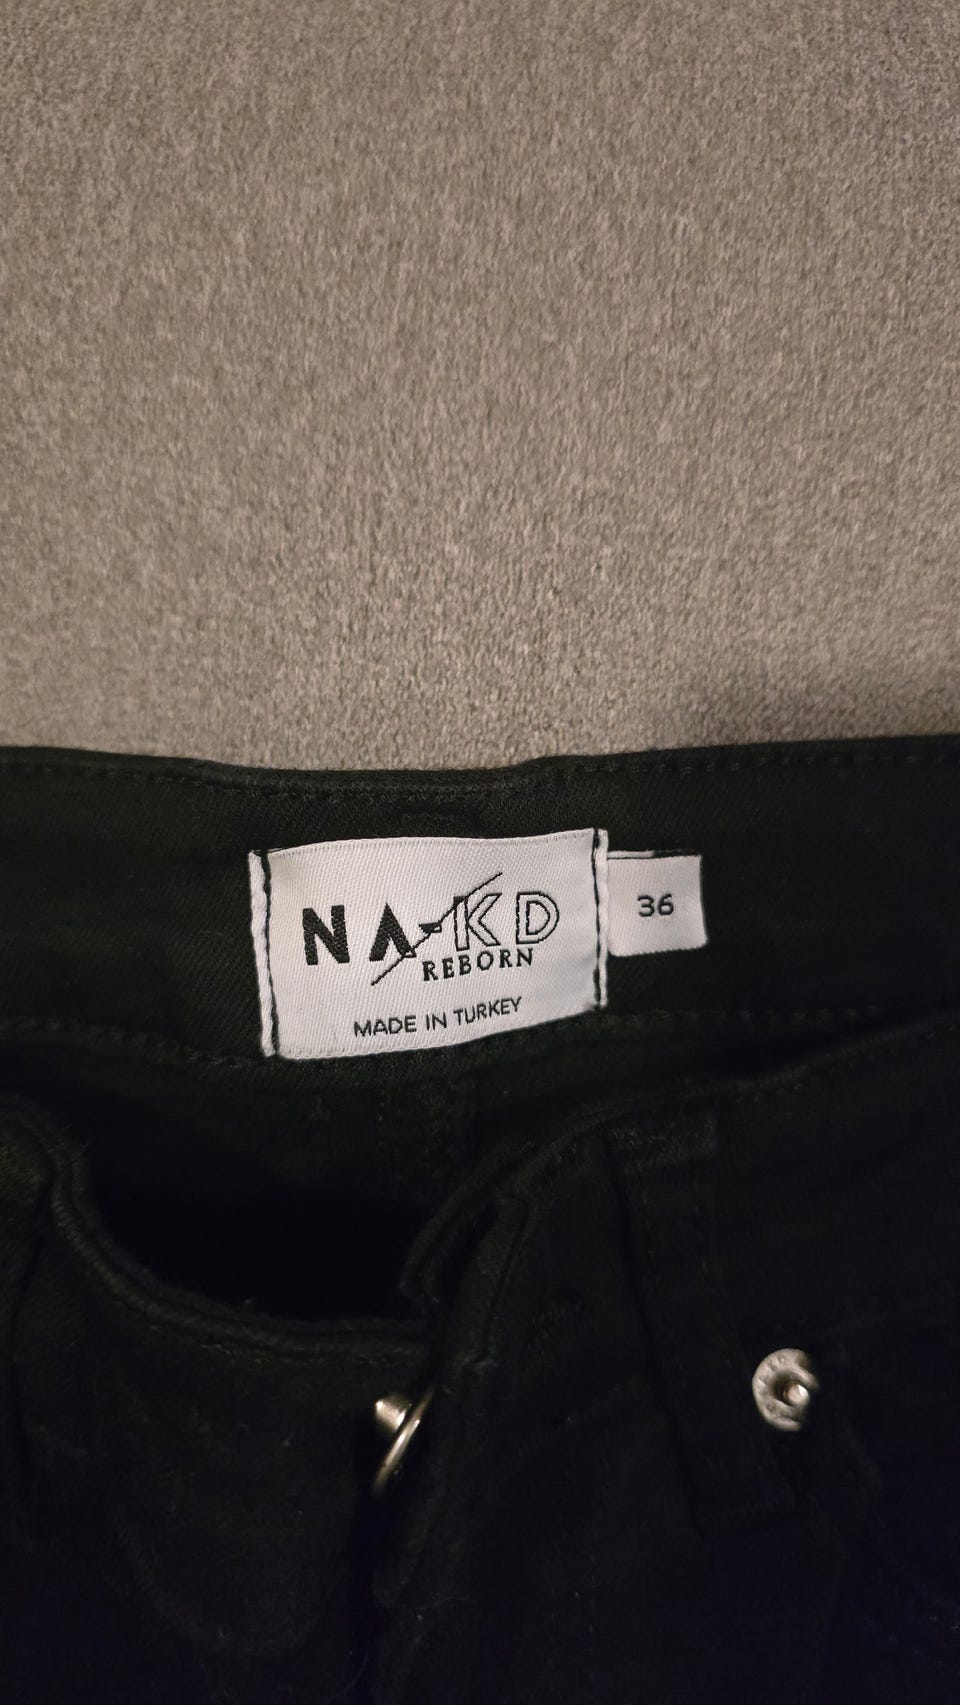 NA-KD
REBORN
MADE IN TURKEY
36